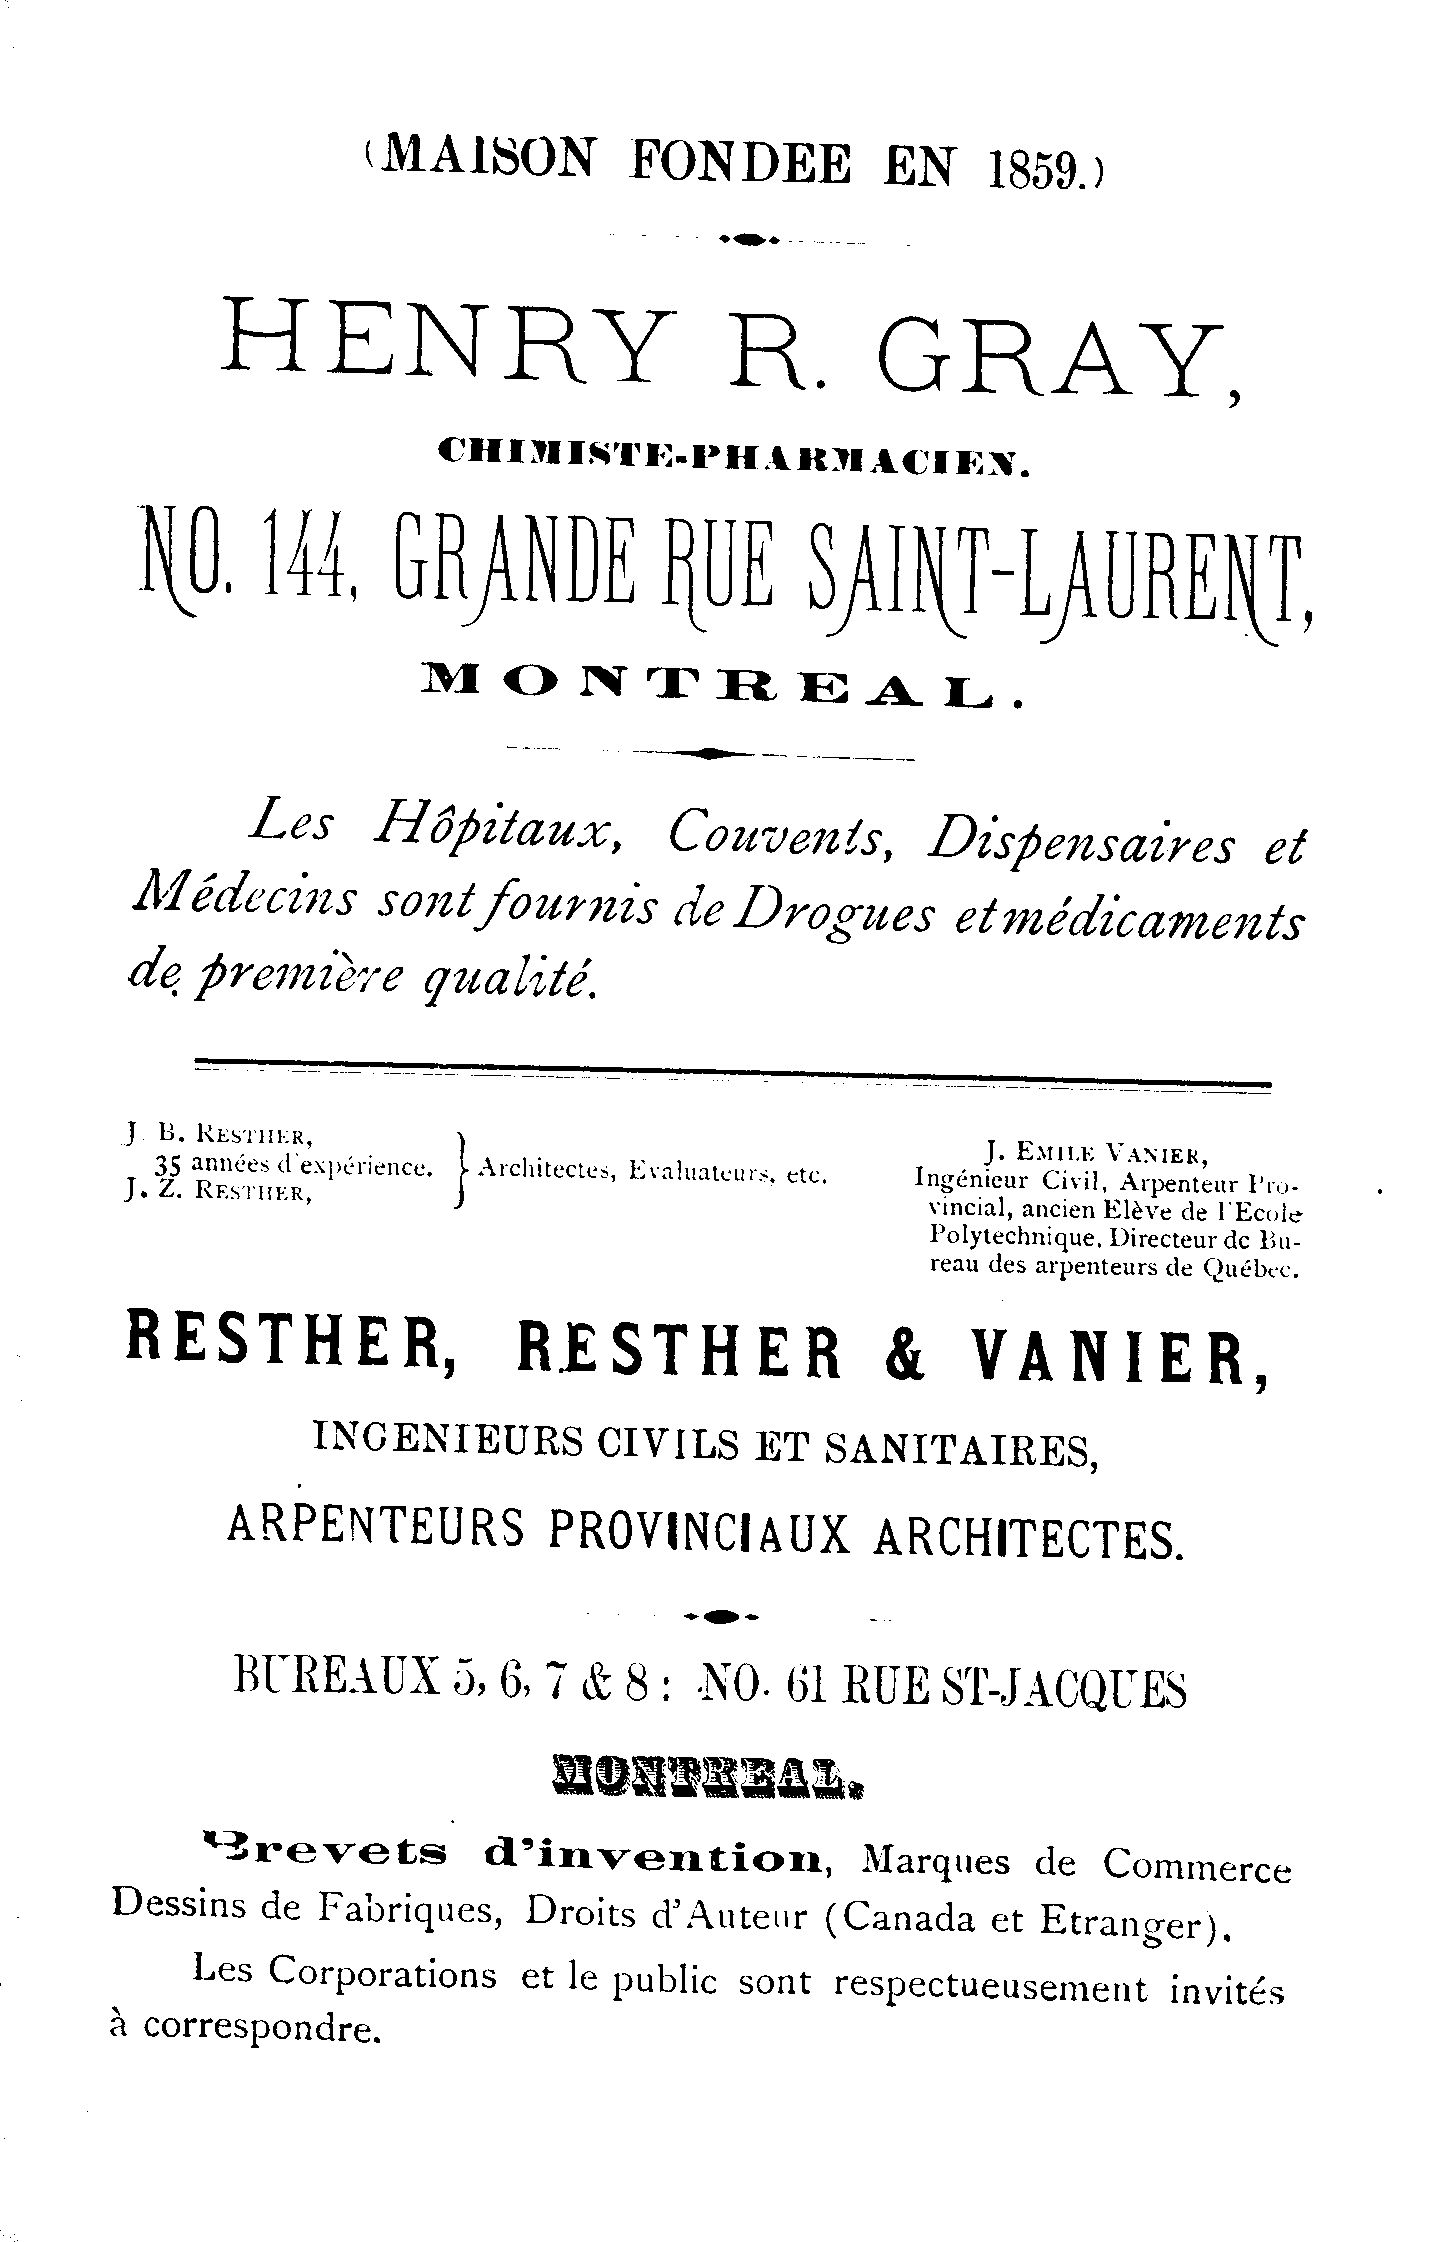 (MAISON FONDEE EN 1859.)
HENRY R. GRAY,
CHIMISTE-PHARMACIEN.
NO. 144, GRANDE RUE SAINT-LAURENT,
MONTREAL.
Les Hôpitaux, Couvents, Dispensaires et
Médecins sont fournis de Drogues et médicaments
de première qualité.
J. B. RESTHER,
35 années d'expérience.
J. Z. RESTHER,
} Architectes, Evaluateurs, etc.
J. EMILE VANIER,
Ingénieur Civil, Arpenteur Pro-
vincial, ancien Elève de l'Ecole
Polytechnique, Directeur de Bu-
reau des arpenteurs de Québec.
RESTHER, RESTHER & VANIER,
INGENIEURS CIVILS ET SANITAIRES,
ARPENTEURS PROVINCIAUX ARCHITECTES.
BUREAUX 5, 6, 7 & 8 : NO. 61 RUE ST-JACQUES
MONTREAL.
Brevets d'invention, Marques de Commerce
Dessins de Fabriques, Droits d'Auteur (Canada et Etranger).
Les Corporations et le public sont respectueusement invités
à correspondre.